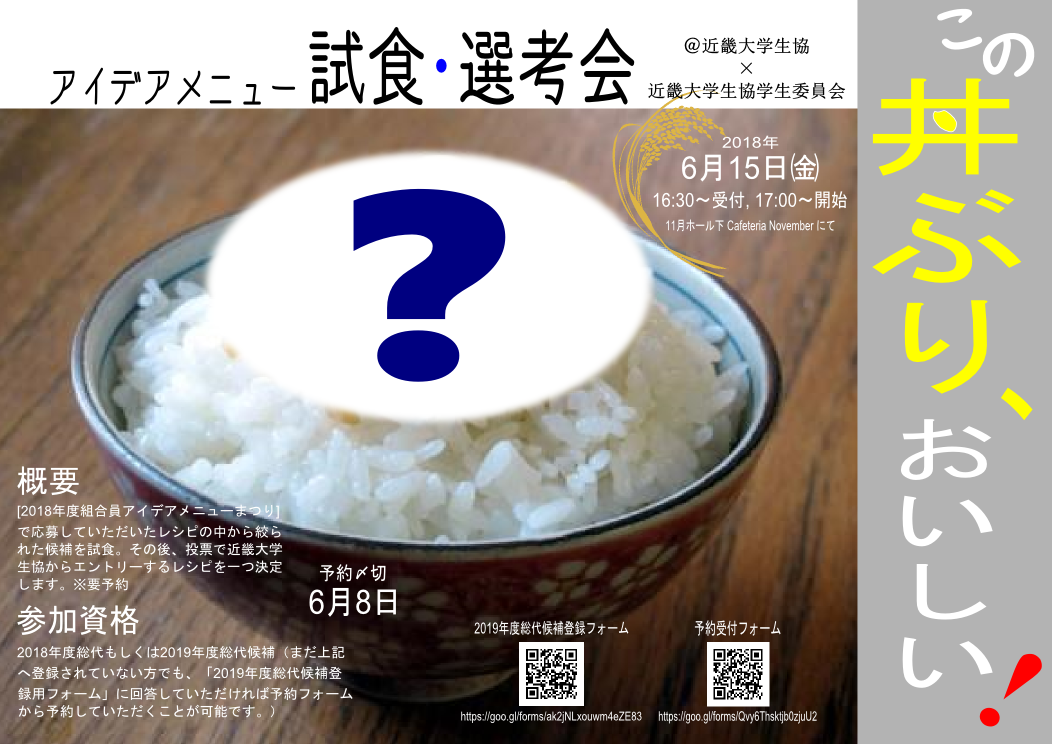 アイデアメニュー試食・選考会
@近畿大学生協
×
近畿大学生協学生委員会
2018年
6月15日㈮
16:30～受付, 17:00～開始
11月ホール下 Cafeteria November にて
この
丼ぶり、
おいしい!
?
概要
[2018年度組合員アイデアメニューまつり]
で応募していただいたレシピの中から絞ら
れた候補を試食。その後、投票で近畿大学
生協からエントリーするレシピを一つ決定
します。※要予約
予約〆切
6月8日
参加資格
2018年度総代もしくは2019年度総代候補（まだ上記
へ登録されていない方でも、「2019年度総代候補登
録用フォーム」に回答していただければ予約フォーム
から予約していただくことが可能です。）
2019年度総代候補登録フォーム
https://goo.gl/forms/ak2jNLxouwm4eZE83
予約受付フォーム
https://goo.gl/forms/Qvy6Thsktjb0zjuU2